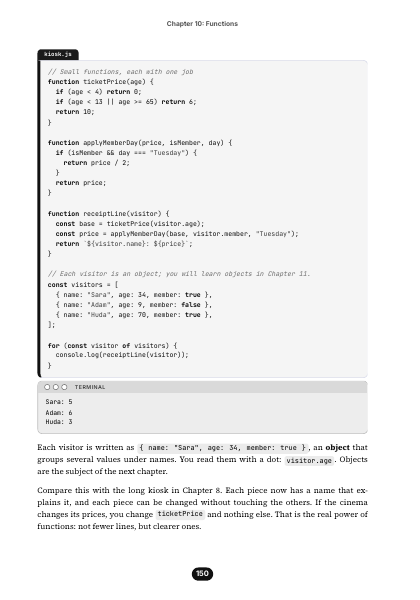 Chapter 10: Functions
kiosk.js
// Small functions, each with one job
function ticketPrice(age) {
  if (age < 4) return 0;
  if (age < 13 || age >= 65) return 6;
  return 10;
}

function applyMemberDay(price, isMember, day) {
  if (isMember && day === "Tuesday") {
    return price / 2;
  }
  return price;
}

function receiptLine(visitor) {
  const base = ticketPrice(visitor.age);
  const price = applyMemberDay(base, visitor.member, "Tuesday");
  return `${visitor.name}: ${price}`;
}

// Each visitor is an object; you will learn objects in Chapter 11.
const visitors = [
  { name: "Sara", age: 34, member: true },
  { name: "Adam", age: 9, member: false },
  { name: "Huda", age: 70, member: true },
];

for (const visitor of visitors) {
  console.log(receiptLine(visitor));
}
TERMINAL
Sara: 5
Adam: 6
Huda: 3
Each visitor is written as { name: "Sara", age: 34, member: true }, an object that
groups several values under names. You read them with a dot: visitor.age. Objects
are the subject of the next chapter.
Compare this with the long kiosk in Chapter 8. Each piece now has a name that ex-
plains it, and each piece can be changed without touching the others. If the cinema
changes its prices, you change ticketPrice and nothing else. That is the real power of
functions: not fewer lines, but clearer ones.
150